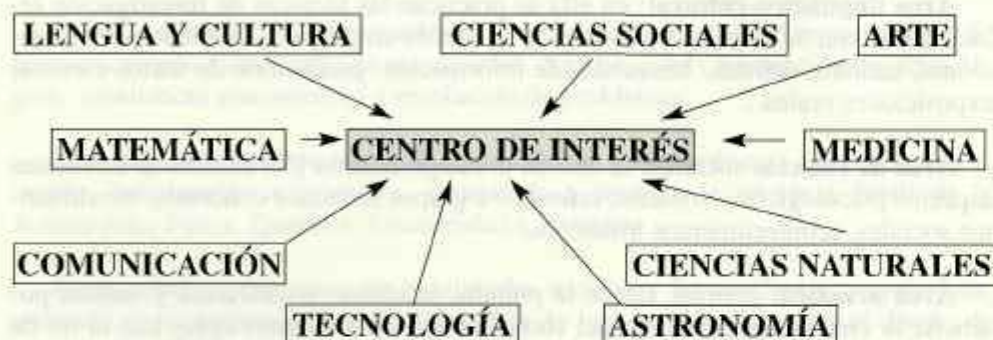 LENGUA Y CULTURA CIENCIAS SOCIALES ARTE
MATEMÁTICA CENTRO DE INTERÉS MEDICINA
COMUNICACIÓN CIENCIAS NATURALES
TECNOLOGÍA ASTRONOMÍA